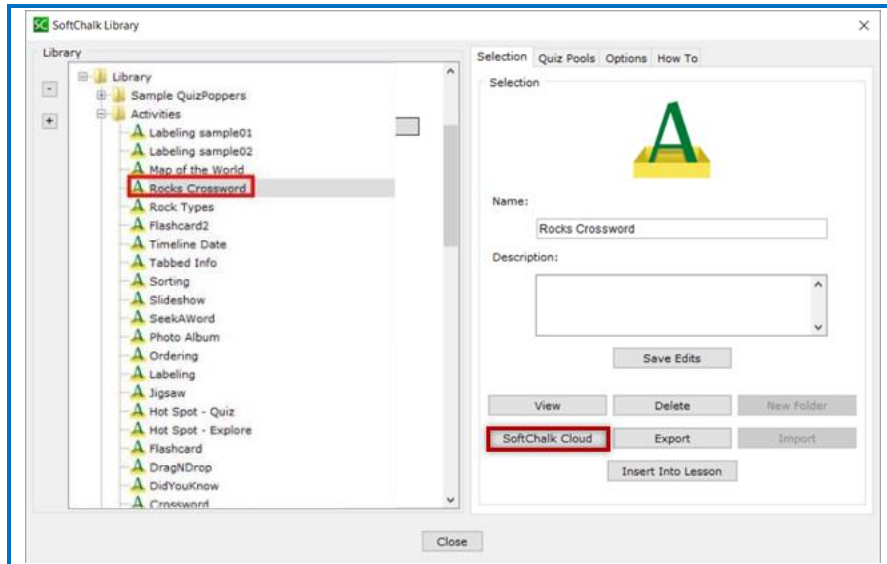 SC SoftChalk Library
Library
Library
Sample QuizPoppers
Activities
Labeling sample01
Labeling sample02
Map of the World
Rocks Crossword
Rock Types
Flashcard2
Timeline Date
Tabbed Info
Sorting
Slideshow
SeekAWord
Photo Album
Ordering
Labeling
Jigsaw
Hot Spot - Quiz
Hot Spot - Explore
Flashcard
DragNDrop
DidYouKnow
Crossword
Selection Quiz Pools Options How To
Selection
Name:
Rocks Crossword
Description:
Save Edits
View Delete New Folder
SoftChalk Cloud Export Import
Insert Into Lesson
Close